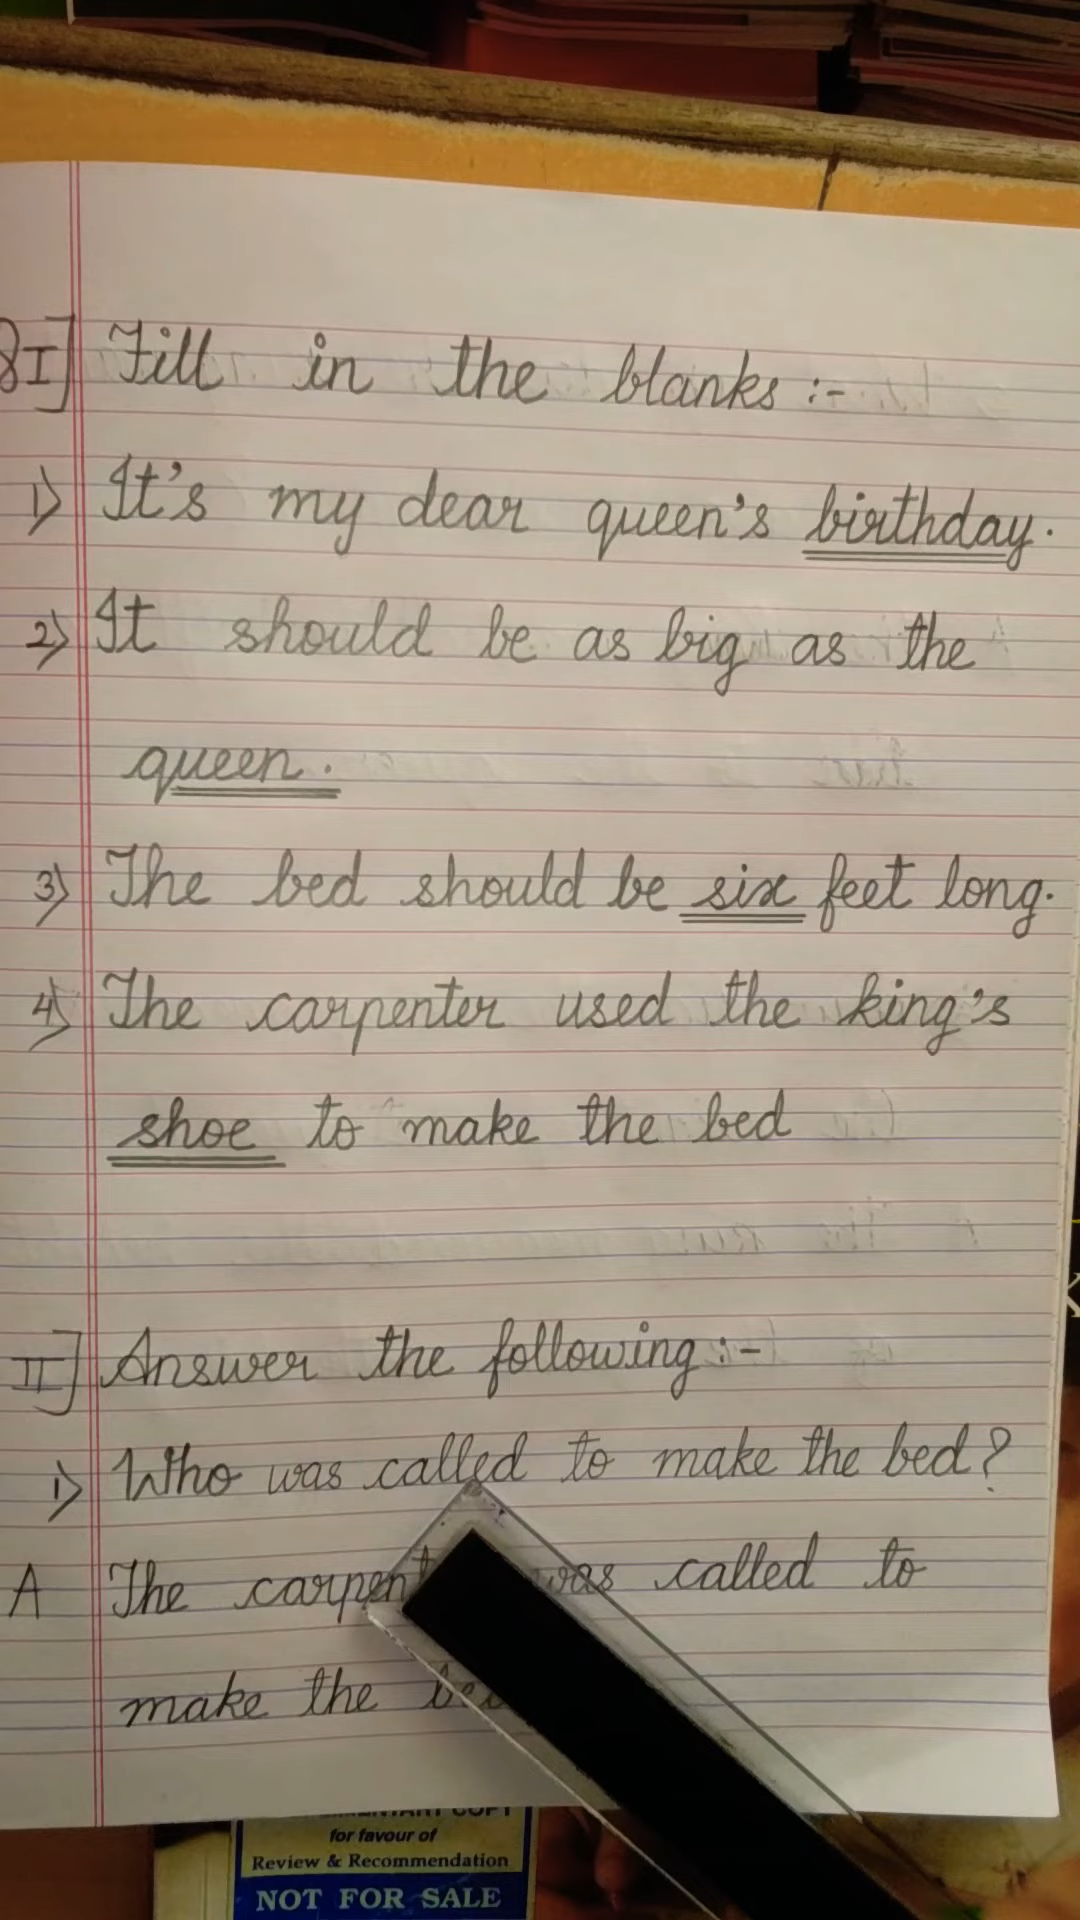 I] Fill in the blanks :-
1) It's my dear queen's birthday.
2) It should be as big as the
queen.
3) The bed should be six feet long.
4) The carpenter used the king's
shoe to make the bed
II] Answer the following :-
1) Who was called to make the bed?
A The was called to
make the
for favour of
Review & Recommendation
NOT FOR SALE